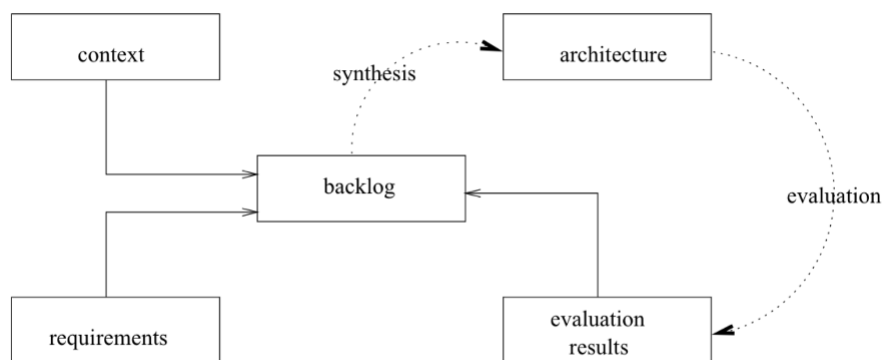 context
architecture
synthesis
backlog
evaluation
requirements
evaluation
results